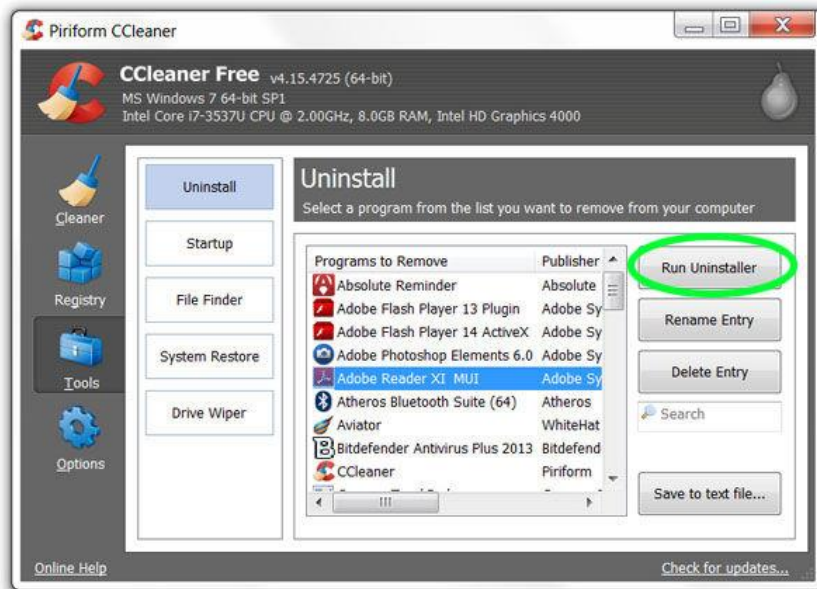 Piriform CCleaner
CCleaner Free v4.15.4725 (64-bit)
MS Windows 7 64-bit SP1
Intel Core i7-3537U CPU @ 2.00GHz, 8.0GB RAM, Intel HD Graphics 4000
Cleaner
Registry
Tools
Options
Uninstall
Startup
File Finder
System Restore
Drive Wiper
Uninstall
Select a program from the list you want to remove from your computer
Programs to Remove Publisher
Absolute Reminder Absolute
Adobe Flash Player 13 Plugin Adobe Sy
Adobe Flash Player 14 ActiveX Adobe Sy
Adobe Photoshop Elements 6.0 Adobe Sy
Adobe Reader XI MUI Adobe Sy
Atheros Bluetooth Suite (64) Atheros
Aviator WhiteHat
Bitdefender Antivirus Plus 2013 Bitdefend
CCleaner Piriform
Run Uninstaller
Rename Entry
Delete Entry
Search
Save to text file...
Online Help
Check for updates...